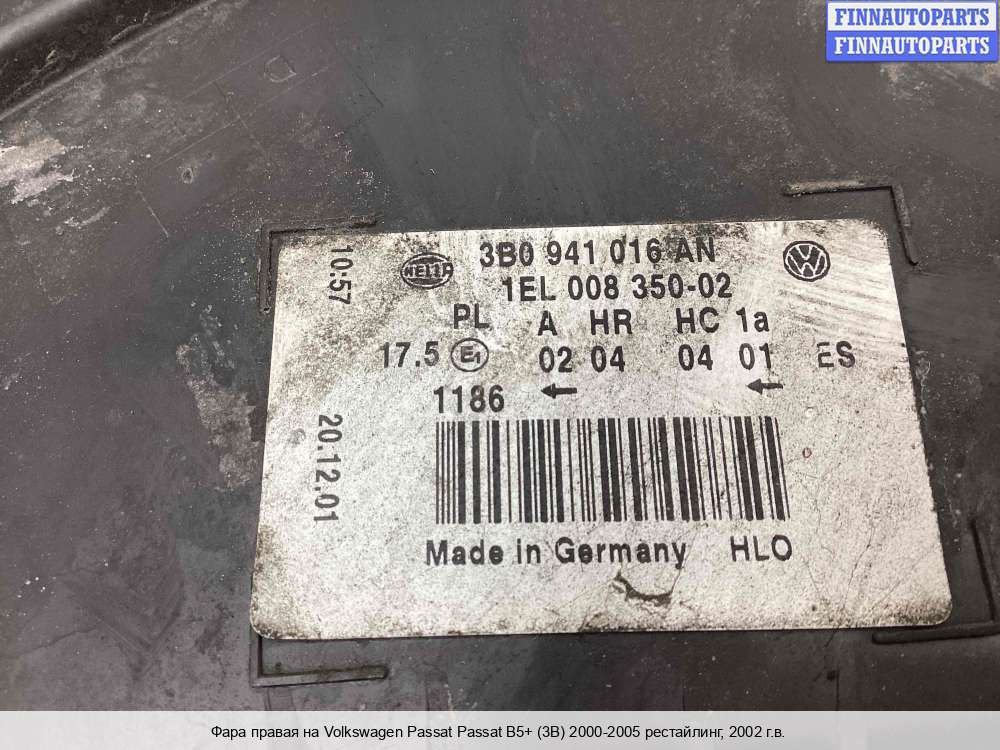 FINNAUTOPARTS
FINNAUTOPARTS
3B0 941 016 AN
HELLA
1EL 008 350-02
PL A HR HC 1a
17.5 E1 02 04 04 01 ES
1186
10:57
20.12.01
Made in Germany HLO
Фара правая на Volkswagen Passat Passat B5+ (3B) 2000-2005 рестайлинг, 2002 г.в.